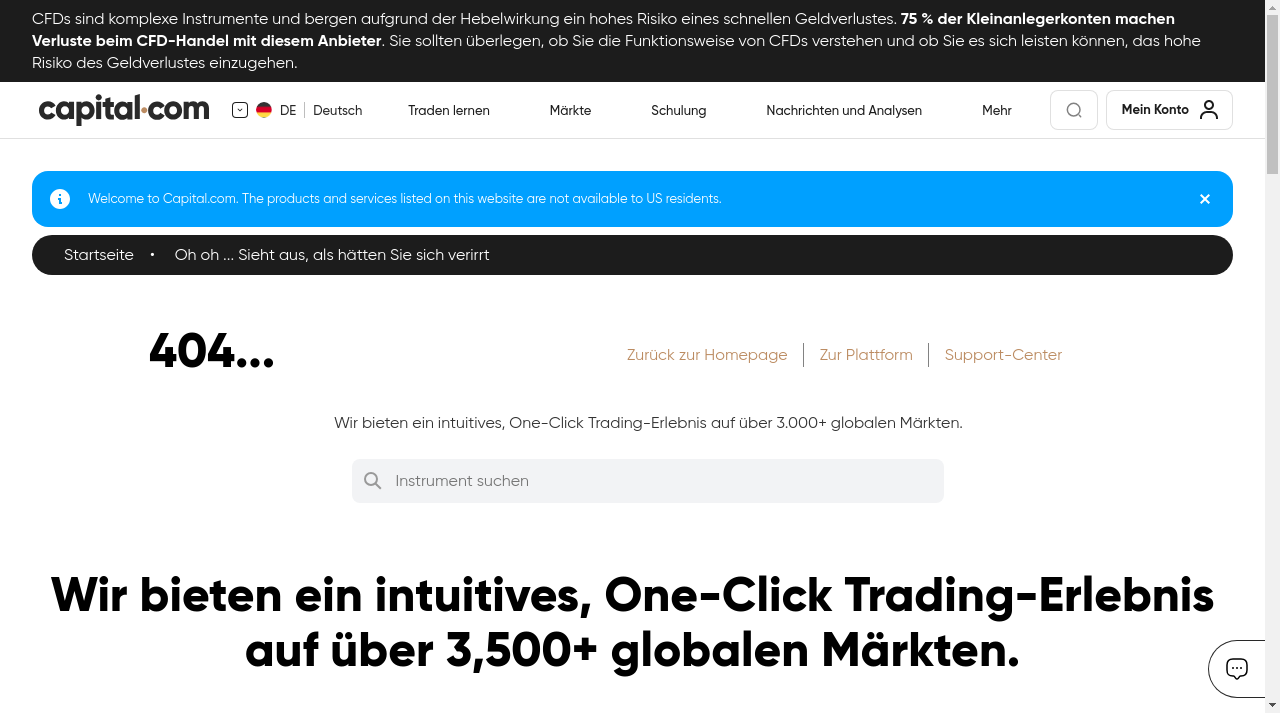 CFDs sind komplexe Instrumente und bergen aufgrund der Hebelwirkung ein hohes Risiko eines schnellen Geldverlustes. 75 % der Kleinanlegerkonten machen
Verluste beim CFD-Handel mit diesem Anbieter. Sie sollten überlegen, ob Sie die Funktionsweise von CFDs verstehen und ob Sie es sich leisten können, das hohe
Risiko des Geldverlustes einzugehen.
capital.com DE Deutsch Traden lernen Märkte Schulung Nachrichten und Analysen Mehr Mein Konto
Welcome to Capital.com. The products and services listed on this website are not available to US residents.
Startseite • Oh oh ... Sieht aus, als hätten Sie sich verirrt
404...
Zurück zur Homepage Zur Plattform Support-Center
Wir bieten ein intuitives, One-Click Trading-Erlebnis auf über 3.000+ globalen Märkten.
Instrument suchen
Wir bieten ein intuitives, One-Click Trading-Erlebnis
auf über 3,500+ globalen Märkten.